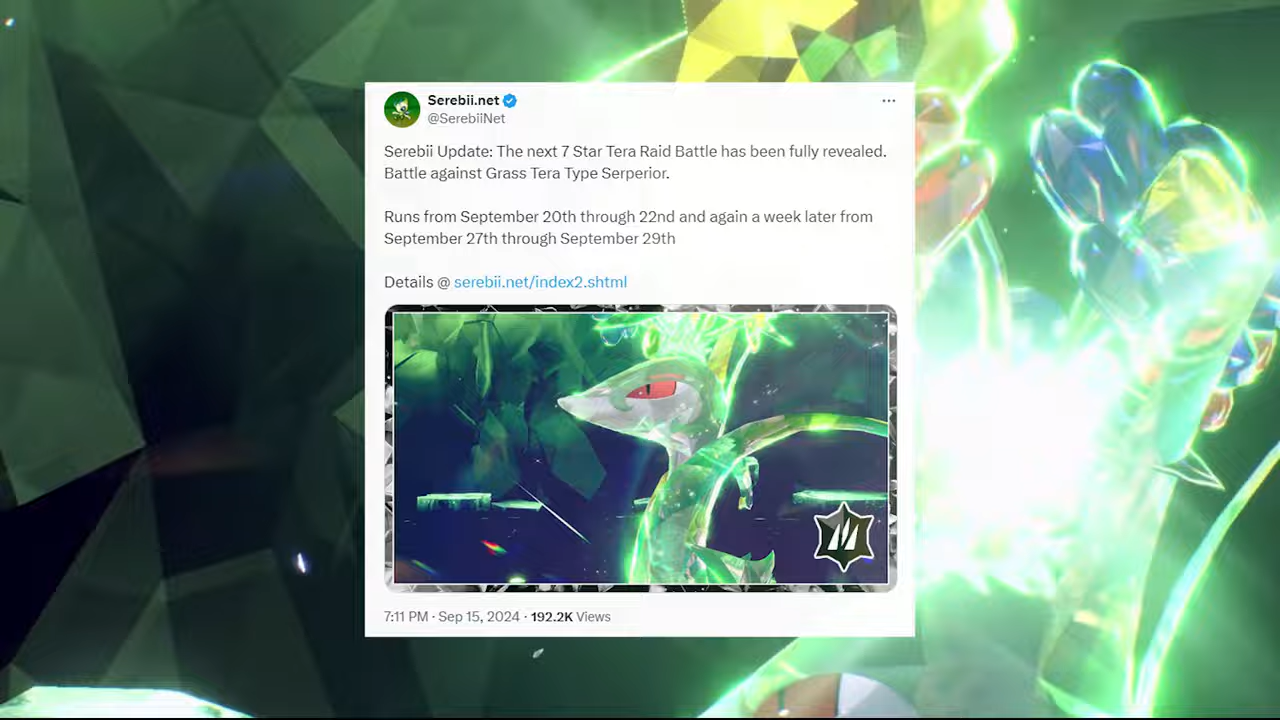 Serebii.net
@SerebiiNet
Serebii Update: The next 7 Star Tera Raid Battle has been fully revealed.
Battle against Grass Tera Type Serperior.
Runs from September 20th through 22nd and again a week later from
September 27th through September 29th
Details @ serebii.net/index2.shtml
7:11 PM · Sep 15, 2024 · 192.2K Views